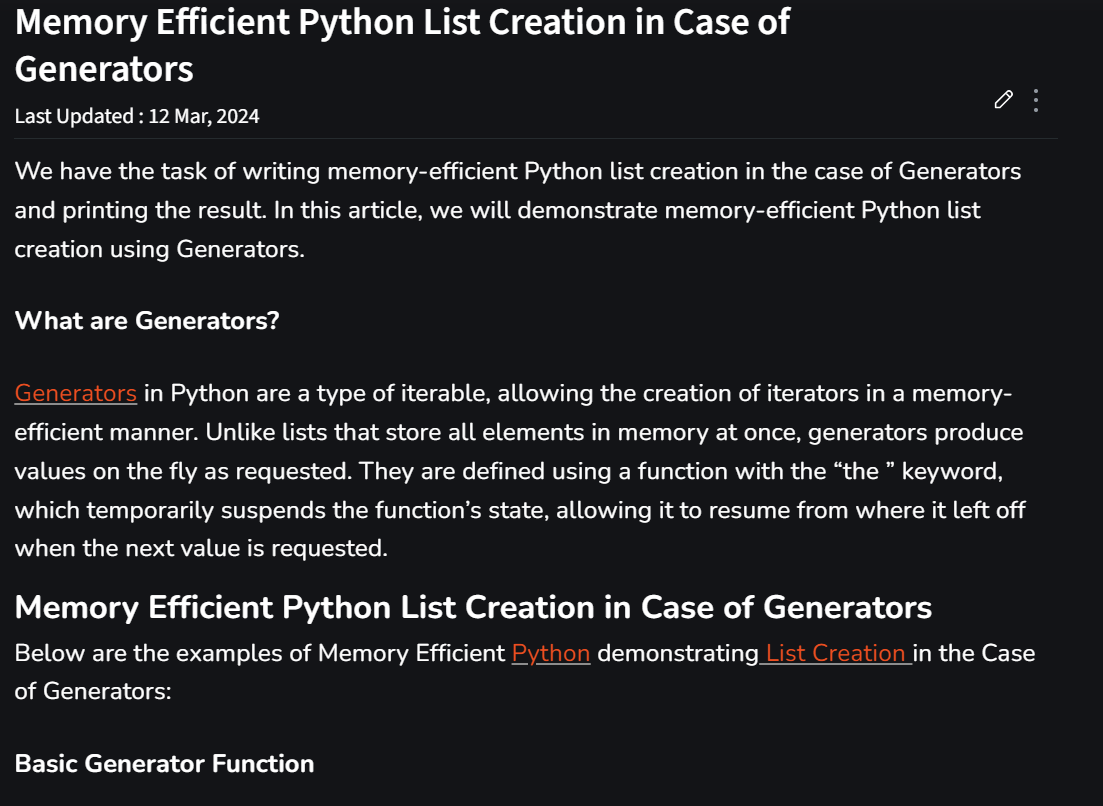 Memory Efficient Python List Creation in Case of
Generators
Last Updated : 12 Mar, 2024
We have the task of writing memory-efficient Python list creation in the case of Generators
and printing the result. In this article, we will demonstrate memory-efficient Python list
creation using Generators.
What are Generators?
Generators in Python are a type of iterable, allowing the creation of iterators in a memory-
efficient manner. Unlike lists that store all elements in memory at once, generators produce
values on the fly as requested. They are defined using a function with the “the ” keyword,
which temporarily suspends the function’s state, allowing it to resume from where it left off
when the next value is requested.
Memory Efficient Python List Creation in Case of Generators
Below are the examples of Memory Efficient Python demonstrating List Creation in the Case
of Generators:
Basic Generator Function